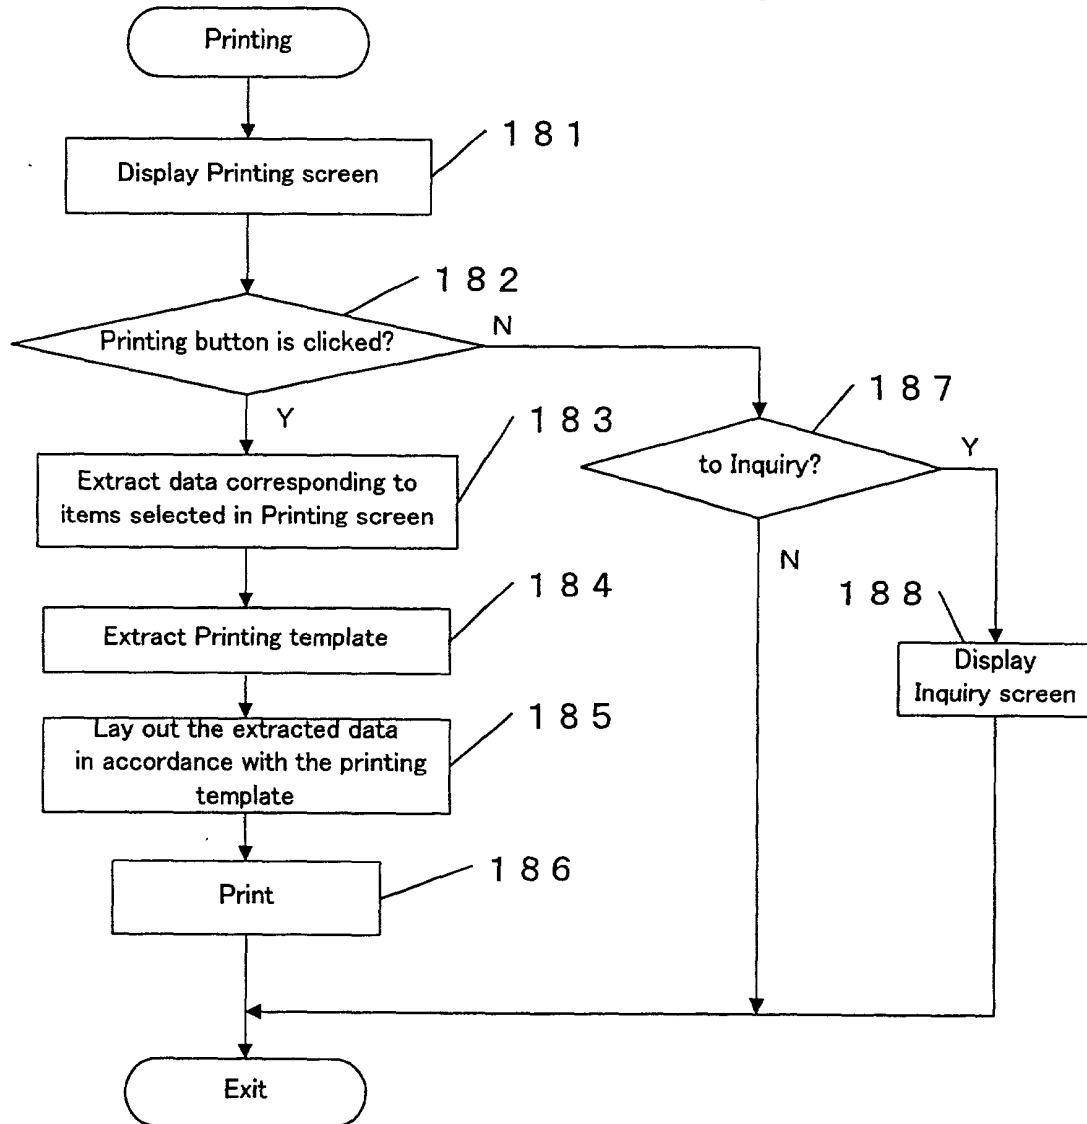 Printing
181
Display Printing screen
182
Printing button is clicked?
N
Y
183
Extract data corresponding to
items selected in Printing screen
184
Extract Printing template
185
Lay out the extracted data
in accordance with the printing
template
186
Print
187
to Inquiry?
Y
N
188
Display
Inquiry screen
Exit